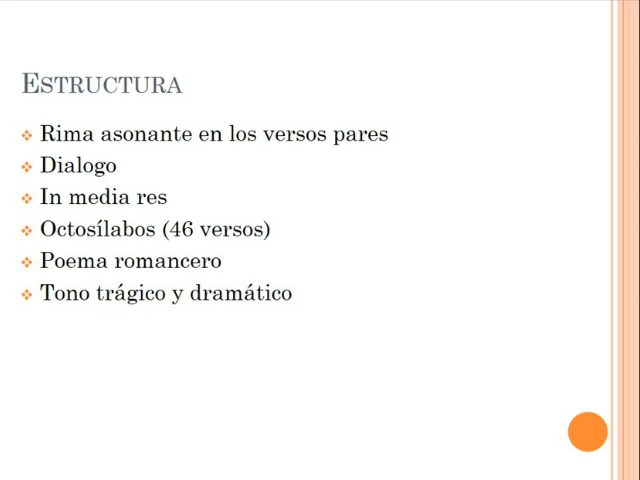 ESTRUCTURA
Rima asonante en los versos pares
Dialogo
In media res
Octosílabos (46 versos)
Poema romancero
Tono trágico y dramático